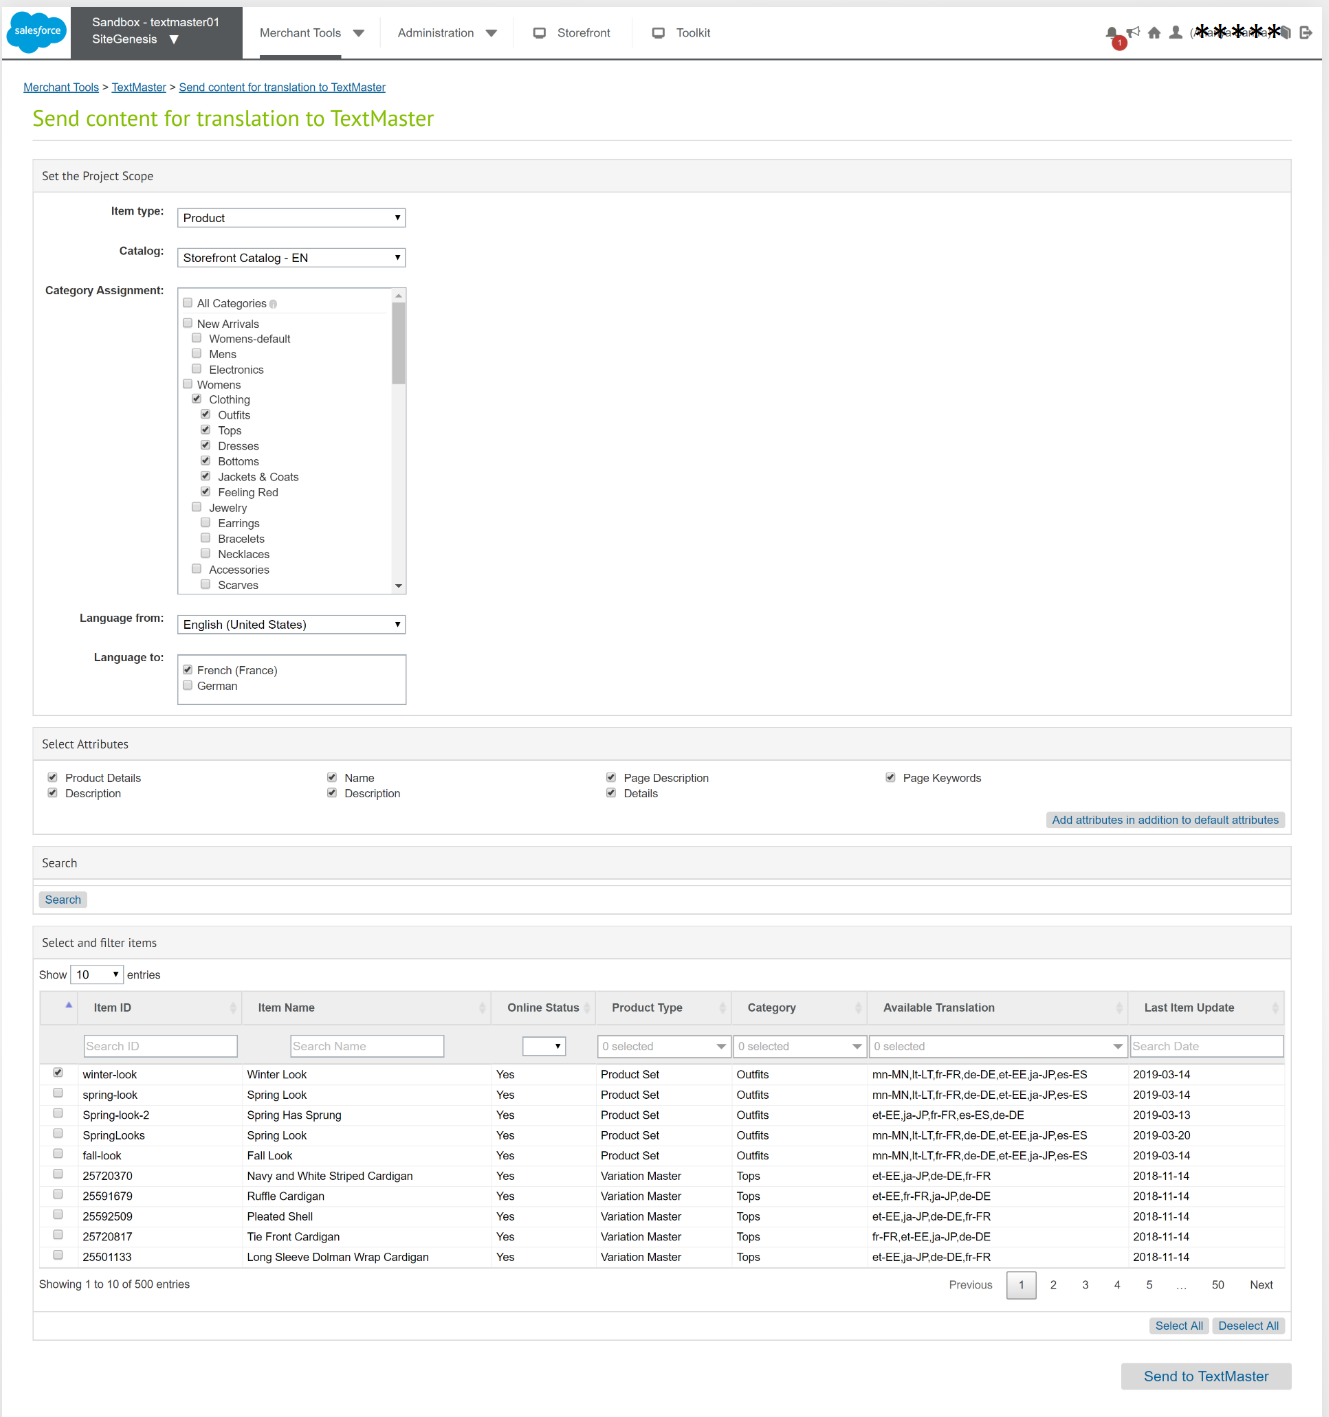 salesforce
Sandbox - textmaster01
SiteGenesis
Merchant Tools
Administration
Storefront
Toolkit
1
*****
Merchant Tools > TextMaster > Send content for translation to TextMaster
Send content for translation to TextMaster
Set the Project Scope
Item type: Product
Catalog: Storefront Catalog - EN
Category Assignment:
All Categories
New Arrivals
Womens-default
Mens
Electronics
Womens
Clothing
Outfits
Tops
Dresses
Bottoms
Jackets & Coats
Feeling Red
Jewelry
Earrings
Bracelets
Necklaces
Accessories
Scarves
Language from: English (United States)
Language to:
French (France)
German
Select Attributes
Product Details Name Page Description Page Keywords
Description Description Details
Add attributes in addition to default attributes
Search
Search
Select and filter items
Show 10 entries
Item ID Item Name Online Status Product Type Category Available Translation Last Item Update
Search ID Search Name 0 selected 0 selected 0 selected Search Date
winter-look Winter Look Yes Product Set Outfits mn-MN,lt-LT,fr-FR,de-DE,et-EE,ja-JP,es-ES 2019-03-14
spring-look Spring Look Yes Product Set Outfits mn-MN,lt-LT,fr-FR,de-DE,et-EE,ja-JP,es-ES 2019-03-14
Spring-look-2 Spring Has Sprung Yes Product Set Outfits et-EE,ja-JP,fr-FR,es-ES,de-DE 2019-03-13
SpringLooks Spring Look Yes Product Set Outfits mn-MN,lt-LT,fr-FR,de-DE,et-EE,ja-JP,es-ES 2019-03-20
fall-look Fall Look Yes Product Set Outfits mn-MN,lt-LT,fr-FR,de-DE,et-EE,ja-JP,es-ES 2019-03-14
25720370 Navy and White Striped Cardigan Yes Variation Master Tops et-EE,ja-JP,de-DE,fr-FR 2018-11-14
25591679 Ruffle Cardigan Yes Variation Master Tops et-EE,fr-FR,ja-JP,de-DE 2018-11-14
25592509 Pleated Shell Yes Variation Master Tops et-EE,ja-JP,de-DE,fr-FR 2018-11-14
25720817 Tie Front Cardigan Yes Variation Master Tops fr-FR,et-EE,ja-JP,de-DE 2018-11-14
25501133 Long Sleeve Dolman Wrap Cardigan Yes Variation Master Tops et-EE,ja-JP,de-DE,fr-FR 2018-11-14
Showing 1 to 10 of 500 entries
Previous 1 2 3 4 5 … 50 Next
Select All Deselect All
Send to TextMaster